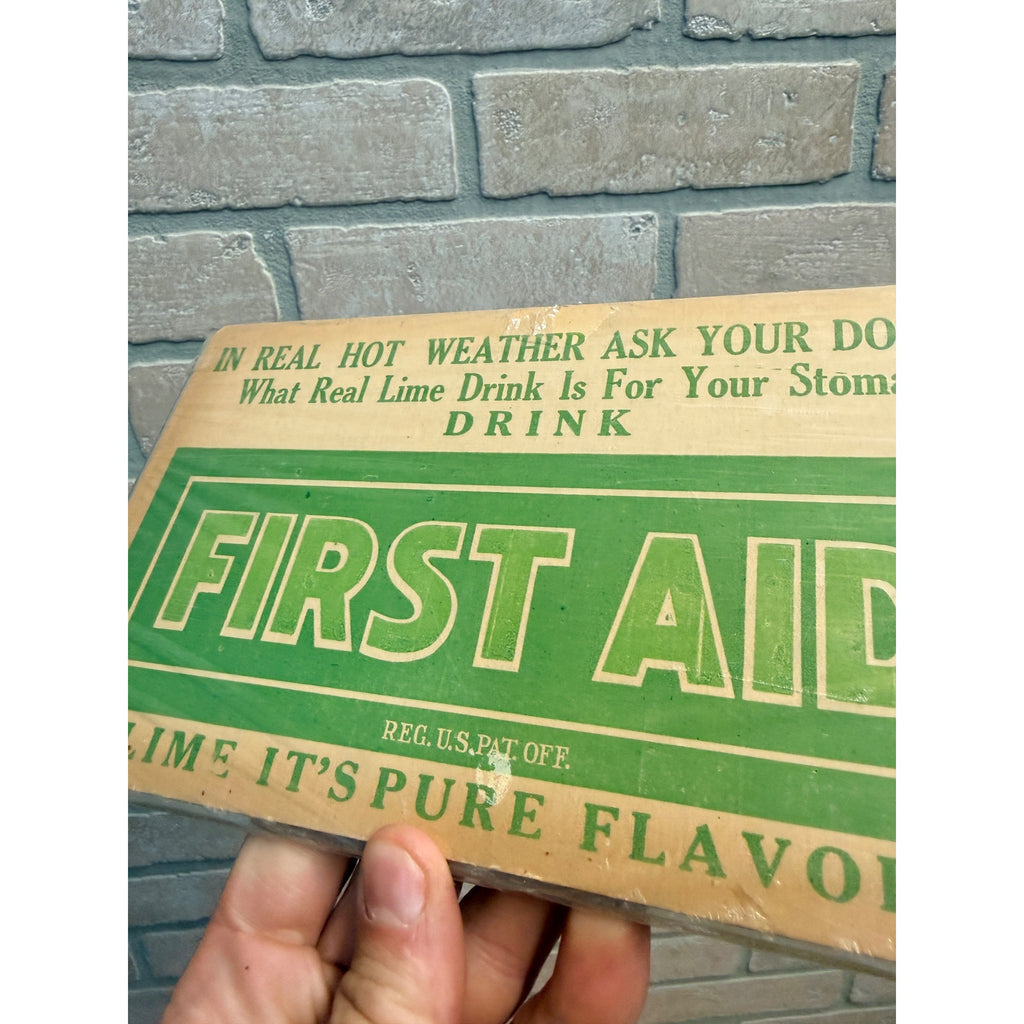 IN REAL HOT WEATHER ASK YOUR DO
What Real Lime Drink Is For Your Stoma
DRINK
FIRST AID
REG. U.S. PAT. OFF.
LIME IT'S PURE FLAVO